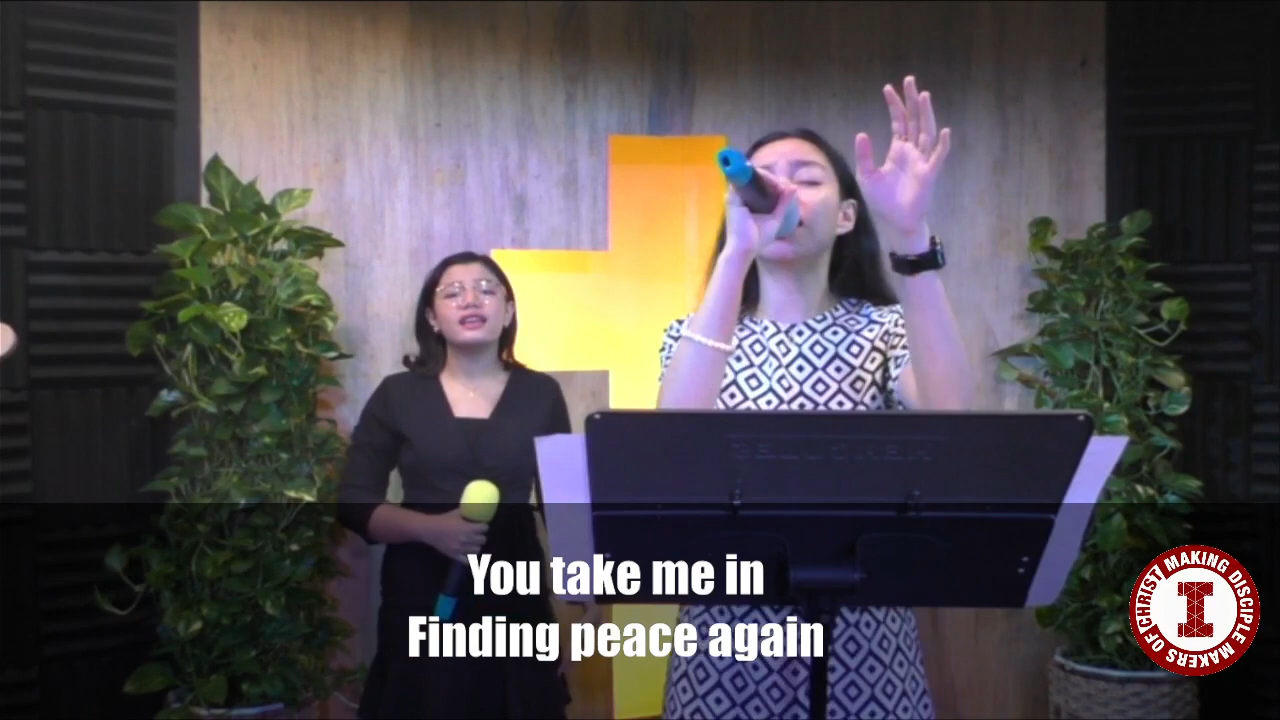 You take me in
Finding peace again
MAKING DISCIPLE MAKERS OF CHRIST
I